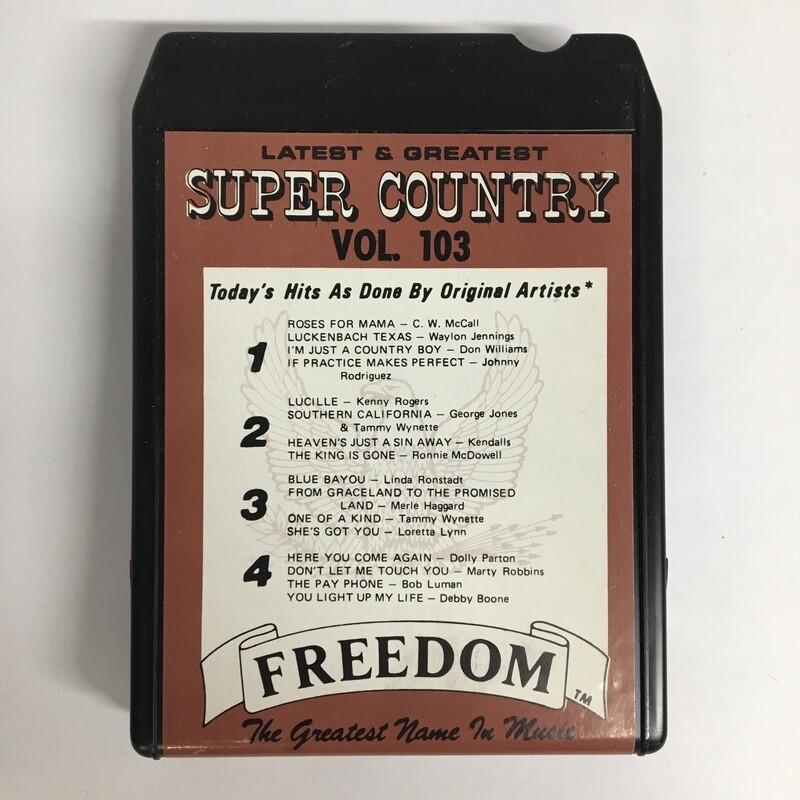 LATEST & GREATEST
SUPER COUNTRY
VOL. 103
Today's Hits As Done By Original Artists*
1
ROSES FOR MAMA — C. W. McCall
LUCKENBACH TEXAS — Waylon Jennings
I'M JUST A COUNTRY BOY — Don Williams
IF PRACTICE MAKES PERFECT — Johnny
Rodriguez
2
LUCILLE — Kenny Rogers
SOUTHERN CALIFORNIA — George Jones
& Tammy Wynette
HEAVEN'S JUST A SIN AWAY — Kendalls
THE KING IS GONE — Ronnie McDowell
3
BLUE BAYOU — Linda Ronstadt
FROM GRACELAND TO THE PROMISED
LAND — Merle Haggard
ONE OF A KIND — Tammy Wynette
SHE'S GOT YOU — Loretta Lynn
4
HERE YOU COME AGAIN — Dolly Parton
DON'T LET ME TOUCH YOU — Marty Robbins
THE PAY PHONE — Bob Luman
YOU LIGHT UP MY LIFE — Debby Boone
FREEDOM TM
The Greatest Name In Music